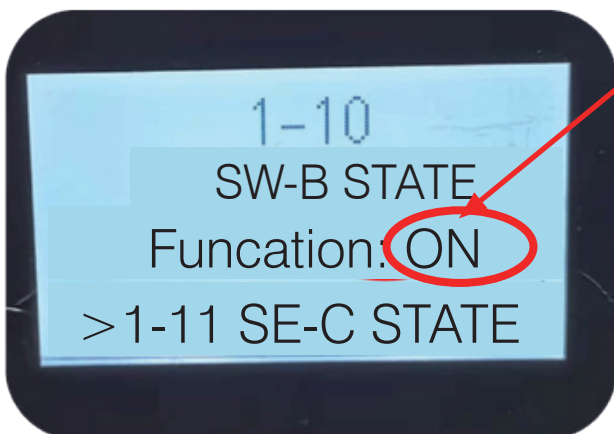 1-10
SW-B STATE
Funcation: ON
>1-11 SE-C STATE